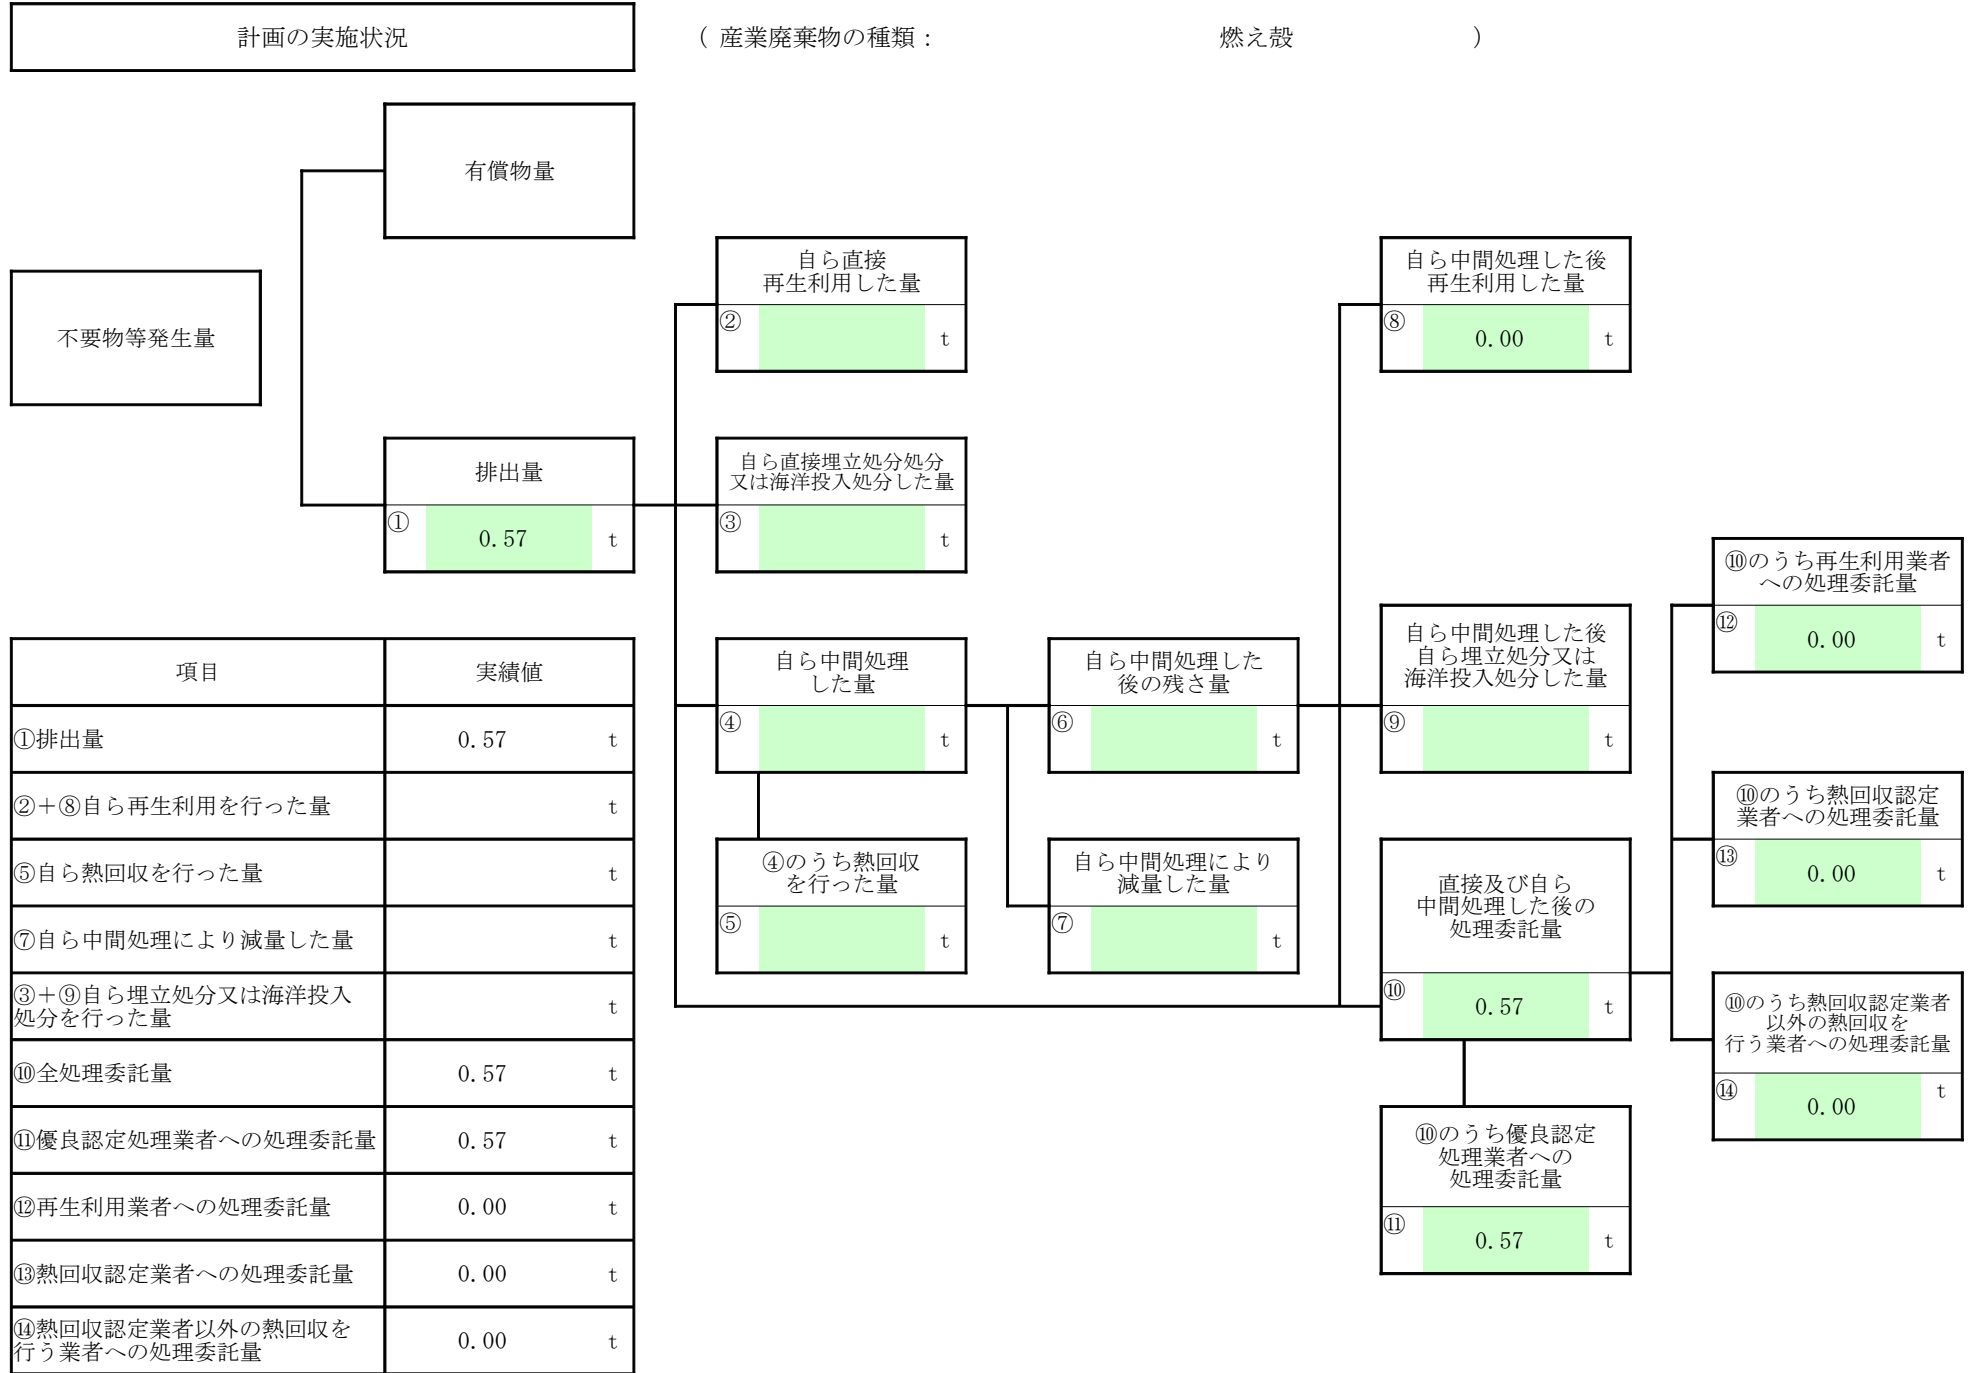 計画の実施状況
( 産業廃棄物の種類: 燃え殻 )
有償物量
不要物等発生量
排出量
① 0.57 t
自ら直接
再生利用した量
② t
自ら直接埋立処分処分
又は海洋投入処分した量
③ t
自ら中間処理
した量
④ t
④のうち熱回収
を行った量
⑤ t
自ら中間処理した
後の残さ量
⑥ t
自ら中間処理により
減量した量
⑦ t
自ら中間処理した後
再生利用した量
⑧ 0.00 t
自ら中間処理した後
自ら埋立処分又は
海洋投入処分した量
⑨ t
直接及び自ら
中間処理した後の
処理委託量
⑩ 0.57 t
⑩のうち優良認定
処理業者への
処理委託量
⑪ 0.57 t
⑩のうち再生利用業者
への処理委託量
⑫ 0.00 t
⑩のうち熱回収認定
業者への処理委託量
⑬ 0.00 t
⑩のうち熱回収認定業者
以外の熱回収を
行う業者への処理委託量
⑭ 0.00 t
項目 実績値
①排出量 0.57 t
②+⑧自ら再生利用を行った量 t
⑤自ら熱回収を行った量 t
⑦自ら中間処理により減量した量 t
③+⑨自ら埋立処分又は海洋投入
処分を行った量 t
⑩全処理委託量 0.57 t
⑪優良認定処理業者への処理委託量 0.57 t
⑫再生利用業者への処理委託量 0.00 t
⑬熱回収認定業者への処理委託量 0.00 t
⑭熱回収認定業者以外の熱回収を
行う業者への処理委託量 0.00 t